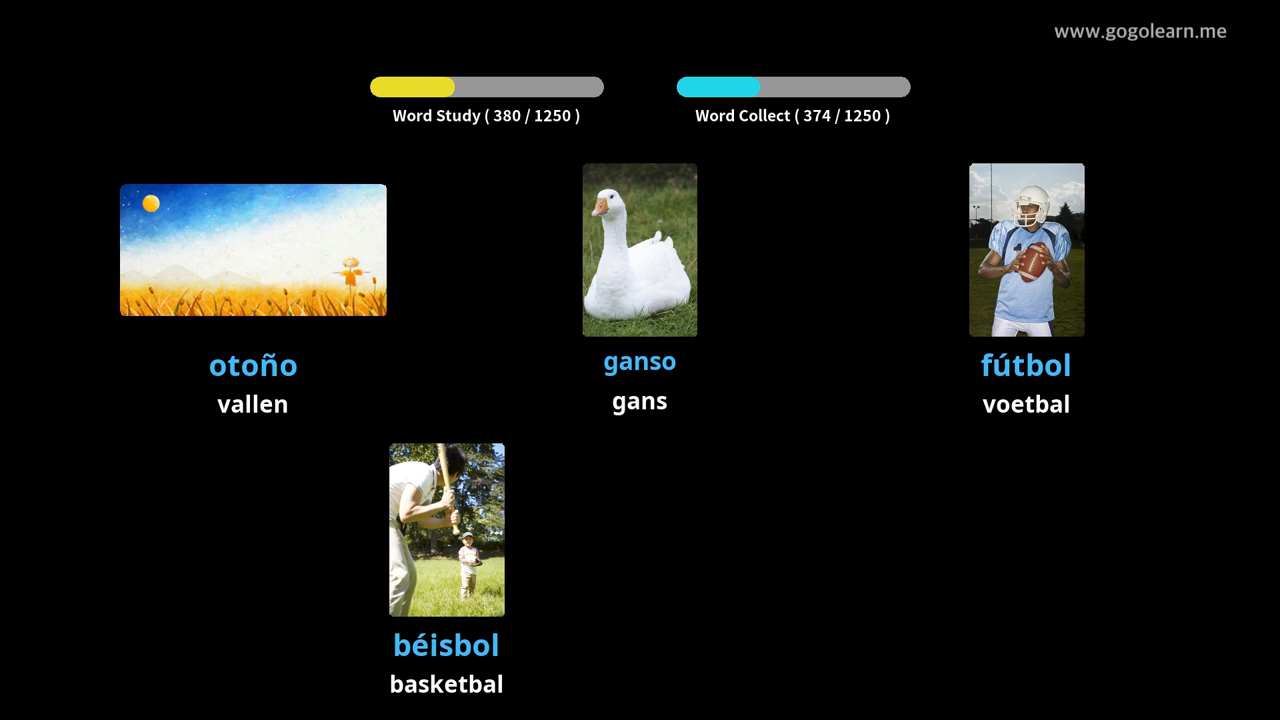 www.gogolearn.me
Word Study ( 380 / 1250 )
Word Collect ( 374 / 1250 )
otoño
vallen
ganso
gans
fútbol
voetbal
béisbol
basketbal